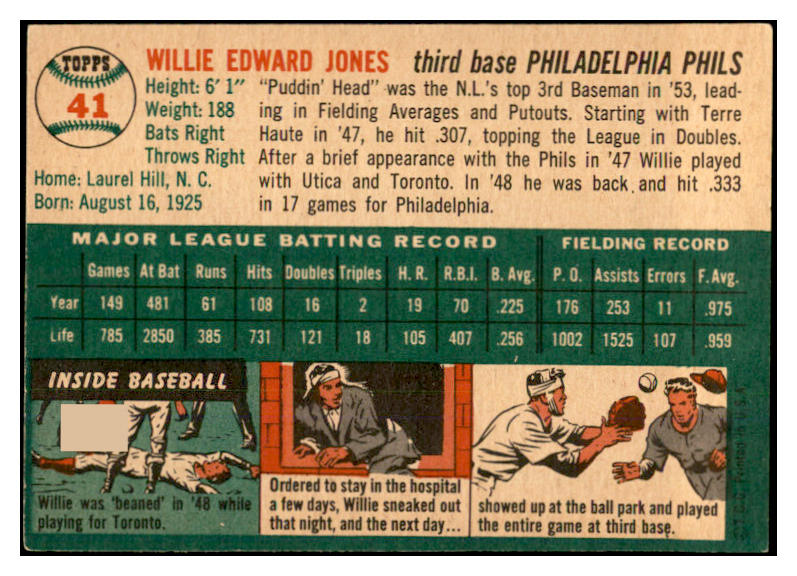 TOPPS
41
WILLIE EDWARD JONES third base PHILADELPHIA PHILS
Height: 6' 1"
Weight: 188
Bats Right
Throws Right
Home: Laurel Hill, N. C.
Born: August 16, 1925
"Puddin' Head" was the N.L.'s top 3rd Baseman in '53, lead-
ing in Fielding Averages and Putouts. Starting with Terre
Haute in '47, he hit .307, topping the League in Doubles.
After a brief appearance with the Phils in '47 Willie played
with Utica and Toronto. In '48 he was back and hit .333
in 17 games for Philadelphia.
MAJOR LEAGUE BATTING RECORD FIELDING RECORD
Games At Bat Runs Hits Doubles Triples H. R. R.B.I. B. Avg. P. O. Assists Errors F. Avg.
Year 149 481 61 108 16 2 19 70 .225 176 253 11 .975
Life 785 2850 385 731 121 18 105 407 .256 1002 1525 107 .959
INSIDE BASEBALL
Willie was 'beaned' in '48 while
playing for Toronto.
Ordered to stay in the hospital
a few days, Willie sneaked out
that night, and the next day...
showed up at the ball park and played
the entire game at third base.
T.C.G. Printed in U.S.A.